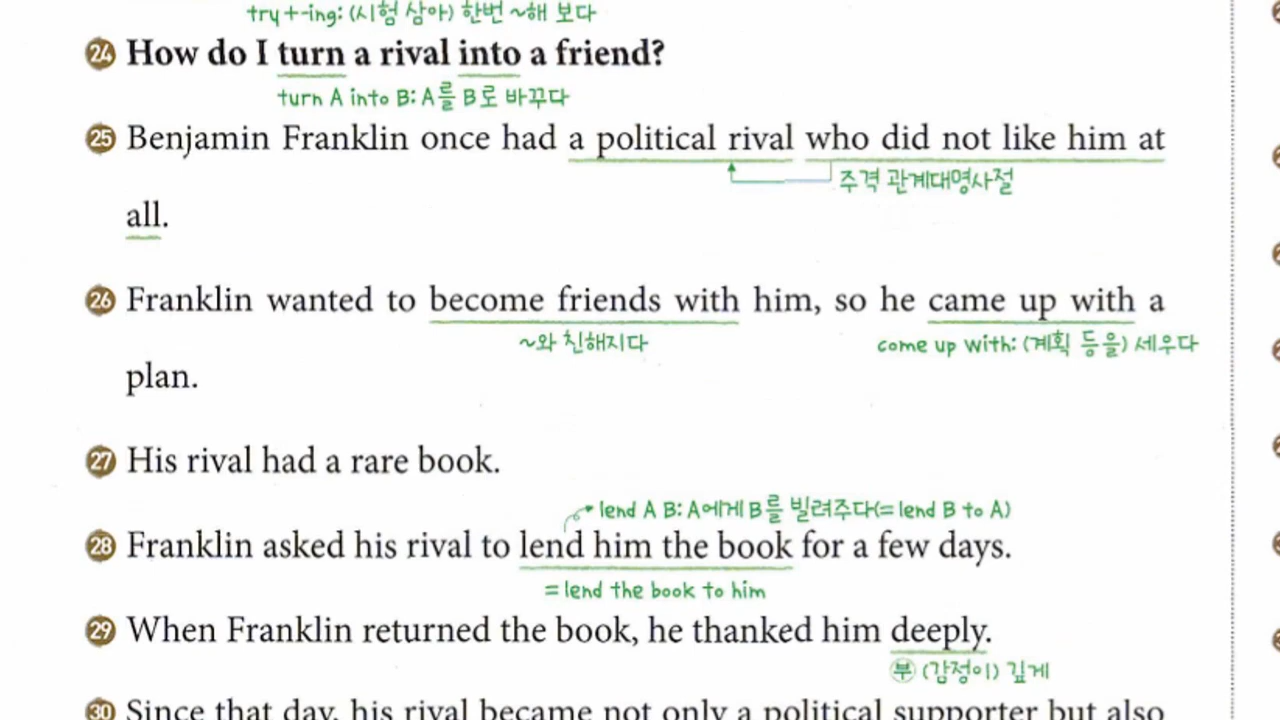 try +-ing: (시험 삼아) 한번 ~해 보다
24 How do I turn a rival into a friend?
turn A into B: A를 B로 바꾸다
25 Benjamin Franklin once had a political rival who did not like him at
주격 관계대명사절
all.
26 Franklin wanted to become friends with him, so he came up with a
~와 친해지다
come up with: (계획 등을) 세우다
plan.
27 His rival had a rare book.
lend A B: A에게 B를 빌려주다(= lend B to A)
28 Franklin asked his rival to lend him the book for a few days.
= lend the book to him
29 When Franklin returned the book, he thanked him deeply.
부 (감정이) 깊게
30 Since that day, his rival became not only a political supporter but also